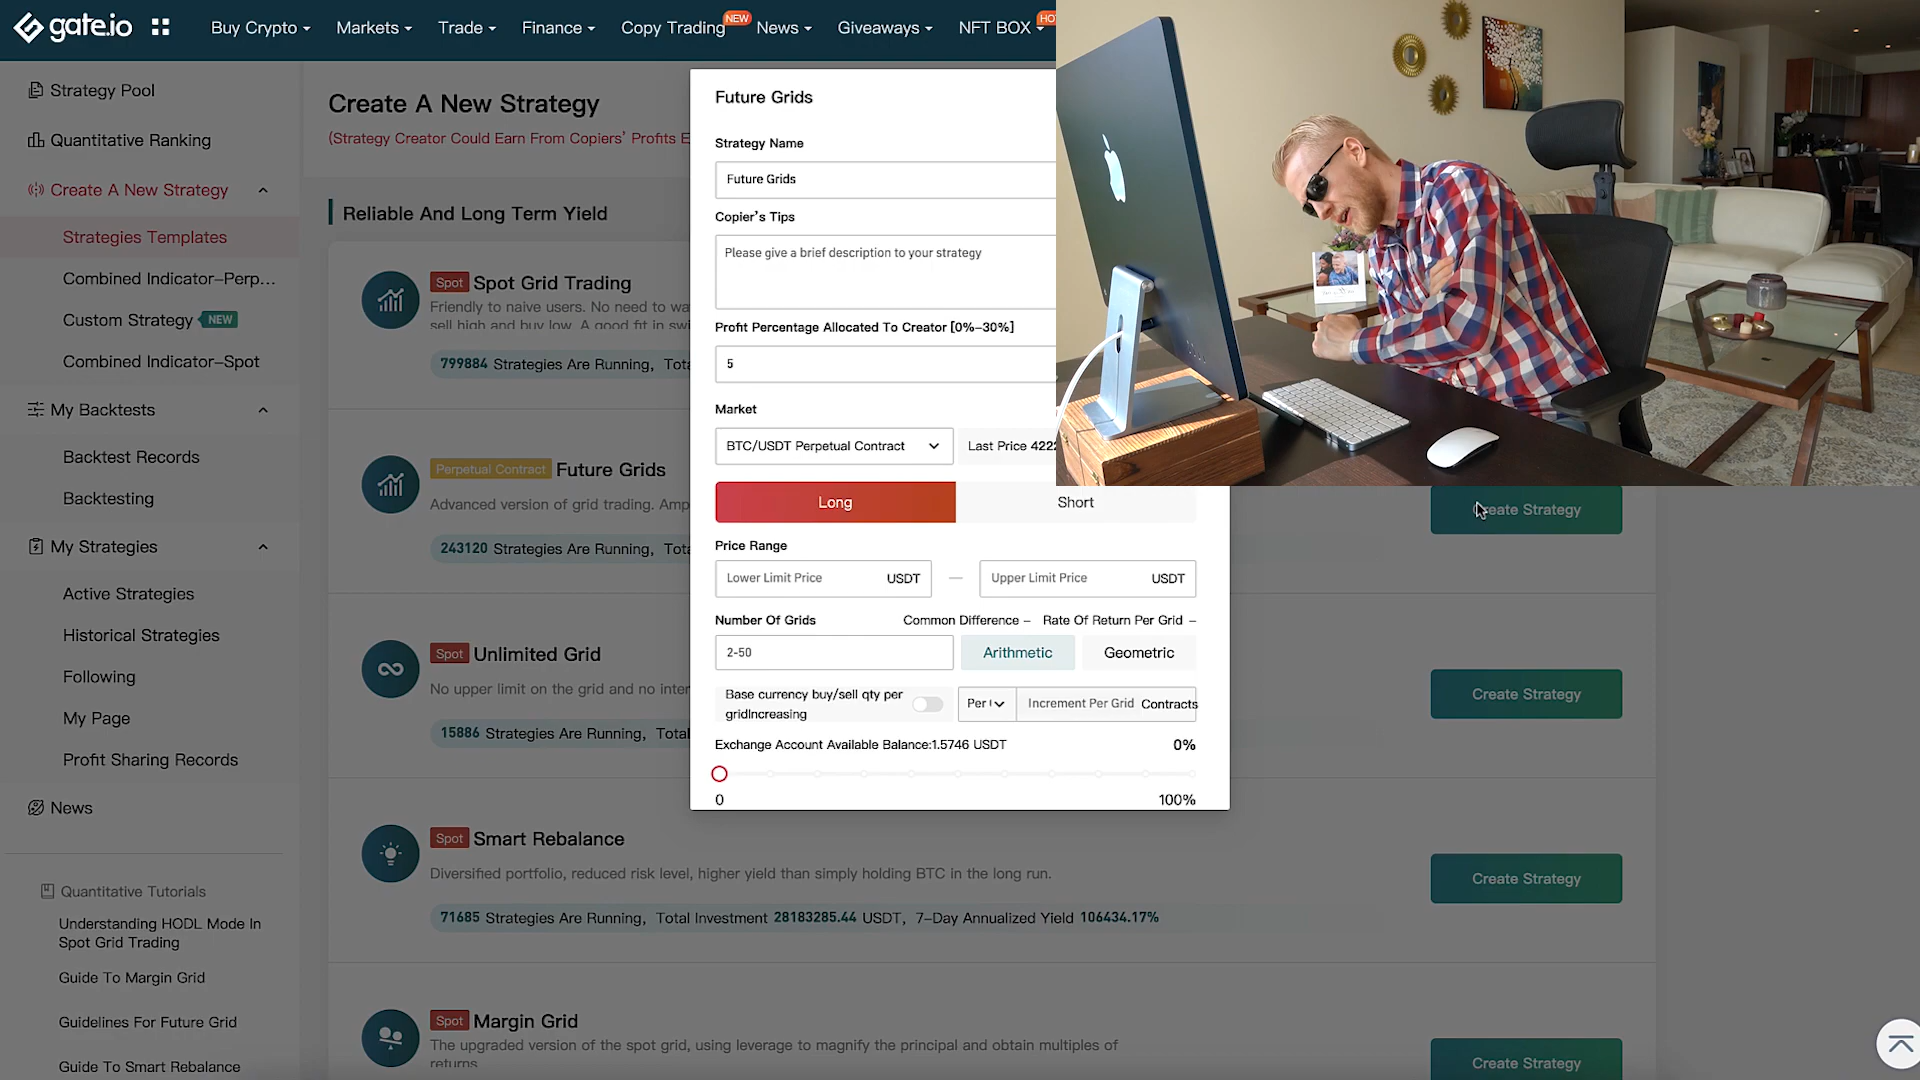 gate.io
Buy Crypto
Markets
Trade
Finance
Copy Trading
NEW
News
Giveaways
NFT BOX
Strategy Pool
Quantitative Ranking
Create A New Strategy
Strategies Templates
Combined Indicator-Perp...
Custom Strategy NEW
Combined Indicator-Spot
My Backtests
Backtest Records
Backtesting
My Strategies
Active Strategies
Historical Strategies
Following
My Page
Profit Sharing Records
News
Quantitative Tutorials
Understanding HODL Mode In
Spot Grid Trading
Guide To Margin Grid
Guidelines For Future Grid
Guide To Smart Rebalance
Create A New Strategy
(Strategy Creator Could Earn From Copiers' Profits
Reliable And Long Term Yield
Spot Spot Grid Trading
Friendly to naive users. No need to
sell high and buy low. A good fit in
799884 Strategies Are Running,
Perpetual Contract Future Grids
Advanced version of grid trading.
243120 Strategies Are Running,
Create Strategy
Spot Unlimited Grid
No upper limit on the grid and no
15886 Strategies Are Running,
Create Strategy
Spot Smart Rebalance
Diversified portfolio, reduced risk level, higher yield than simply holding BTC in the long run.
71685 Strategies Are Running, Total Investment 28183285.44 USDT, 7-Day Annualized Yield 106434.17%
Create Strategy
Spot Margin Grid
The upgraded version of the spot grid, using leverage to magnify the principal and obtain multiples of
returns.
Create Strategy
Future Grids
Strategy Name
Future Grids
Copier's Tips
Please give a brief description to your strategy
Profit Percentage Allocated To Creator [0%-30%]
5
Market
BTC/USDT Perpetual Contract
Last Price 4222
Long
Short
Price Range
Lower Limit Price USDT
—
Upper Limit Price USDT
Number Of Grids
Common Difference –
Rate Of Return Per Grid –
2-50
Arithmetic
Geometric
Base currency buy/sell qty per
gridIncreasing
Per
Increment Per Grid Contracts
Exchange Account Available Balance:1.5746 USDT
0%
0
100%